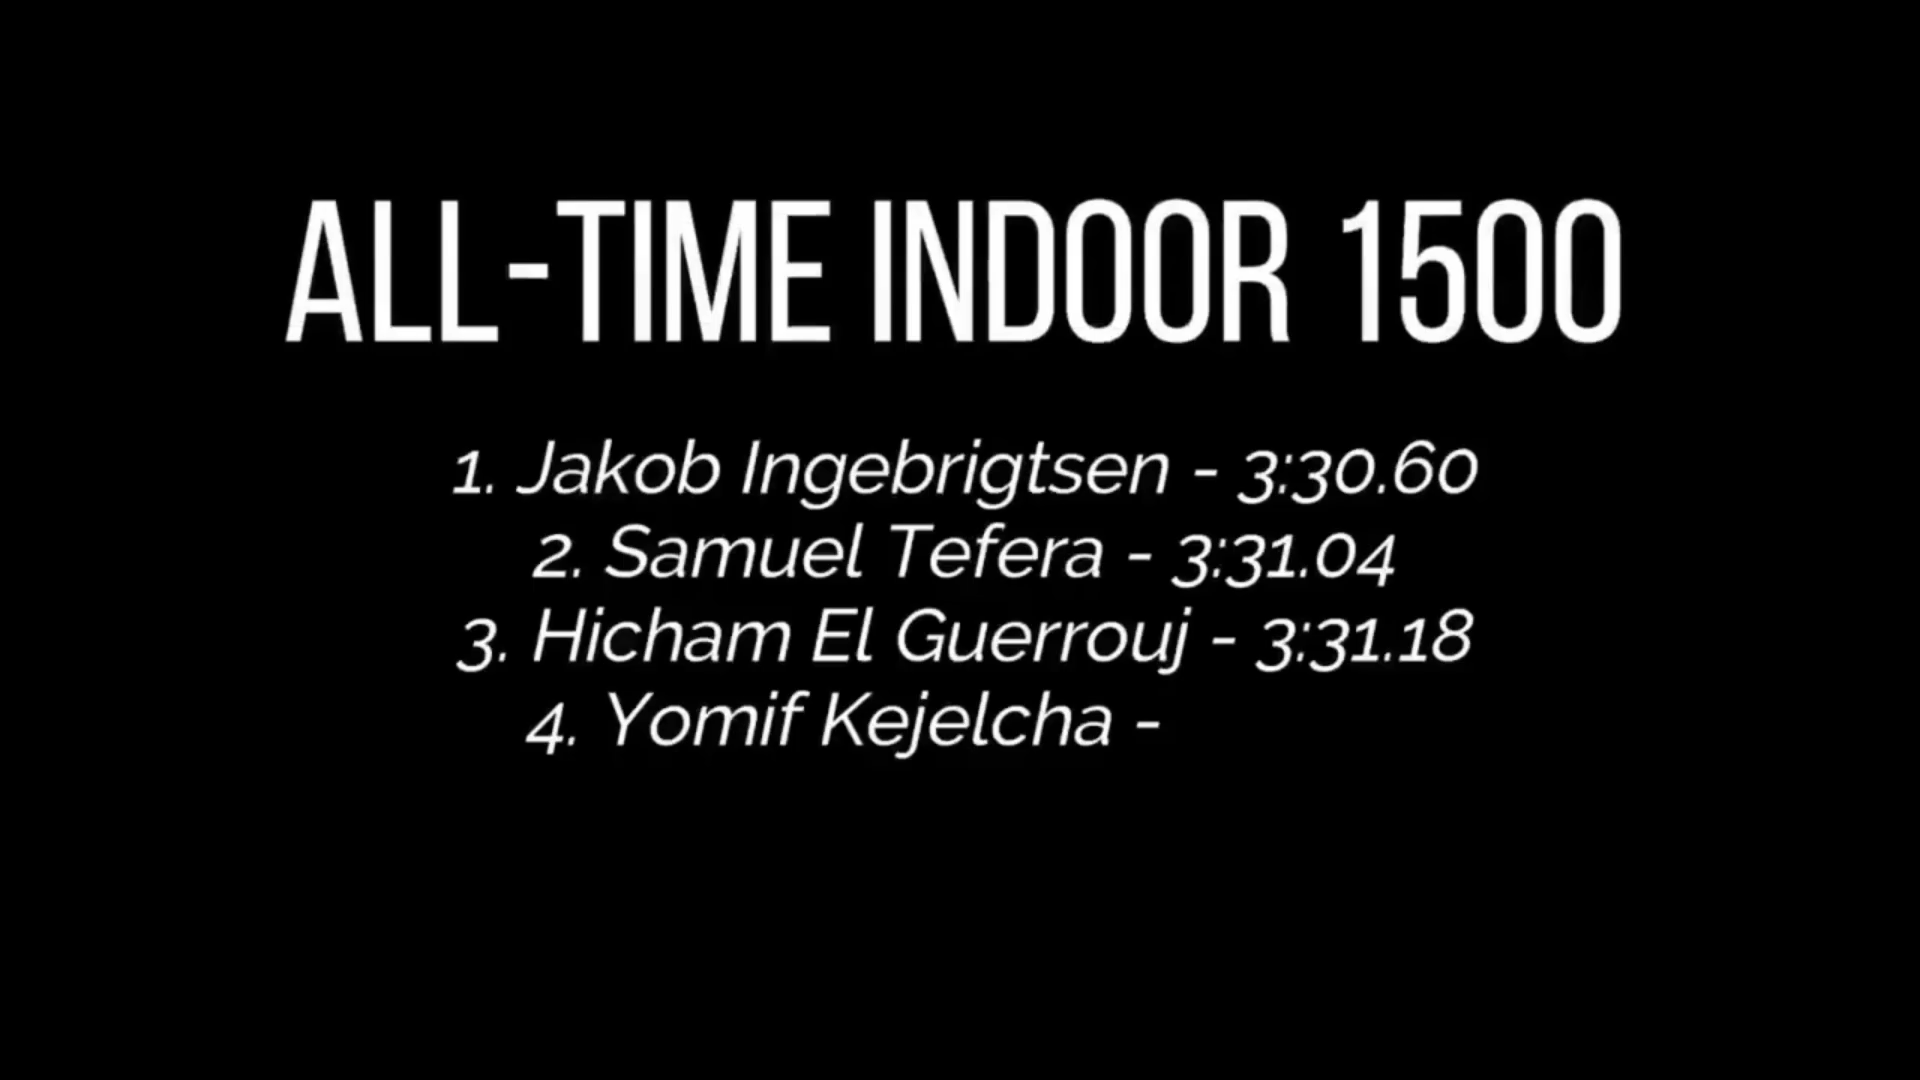 ALL-TIME INDOOR 1500
1. Jakob Ingebrigtsen - 3:30.60
2. Samuel Tefera - 3:31.04
3. Hicham El Guerrouj - 3:31.18
4. Yomif Kejelcha -